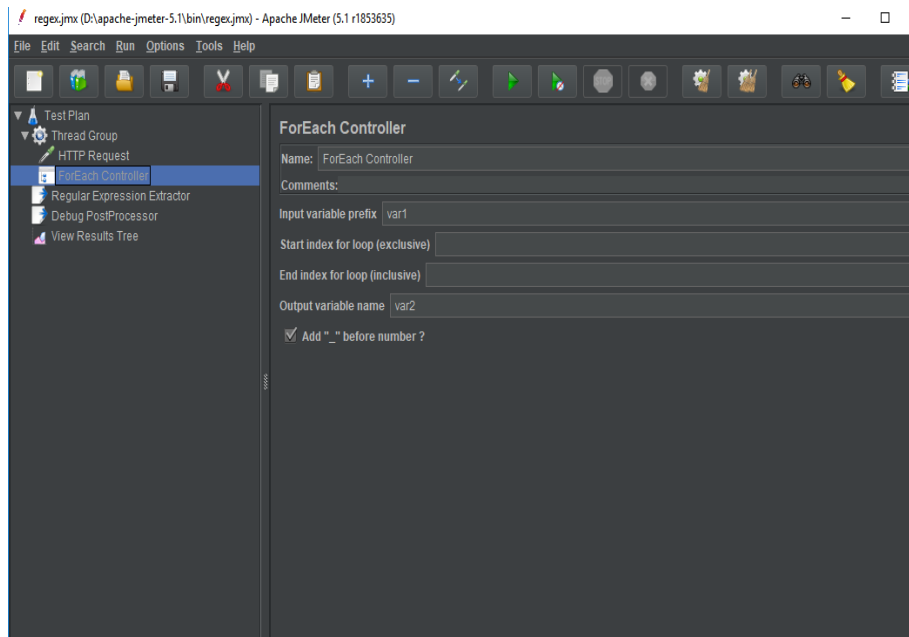 regex.jmx (D:\apache-jmeter-5.1\bin\regex.jmx) - Apache JMeter (5.1 r1853635)
File Edit Search Run Options Tools Help
Test Plan
Thread Group
HTTP Request
ForEach Controller
Regular Expression Extractor
Debug PostProcessor
View Results Tree
ForEach Controller
Name: ForEach Controller
Comments:
Input variable prefix var1
Start index for loop (exclusive)
End index for loop (inclusive)
Output variable name var2
Add "_" before number ?